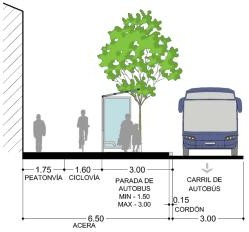 1.75
1.60
3.00
PEATONVÍA
CICLOVÍA
PARADA DE
AUTOBUS
MIN - 1.50
MAX - 3.00
CARRIL DE
AUTOBÚS
0.15
CORDÓN
6.50
3.00
ACERA